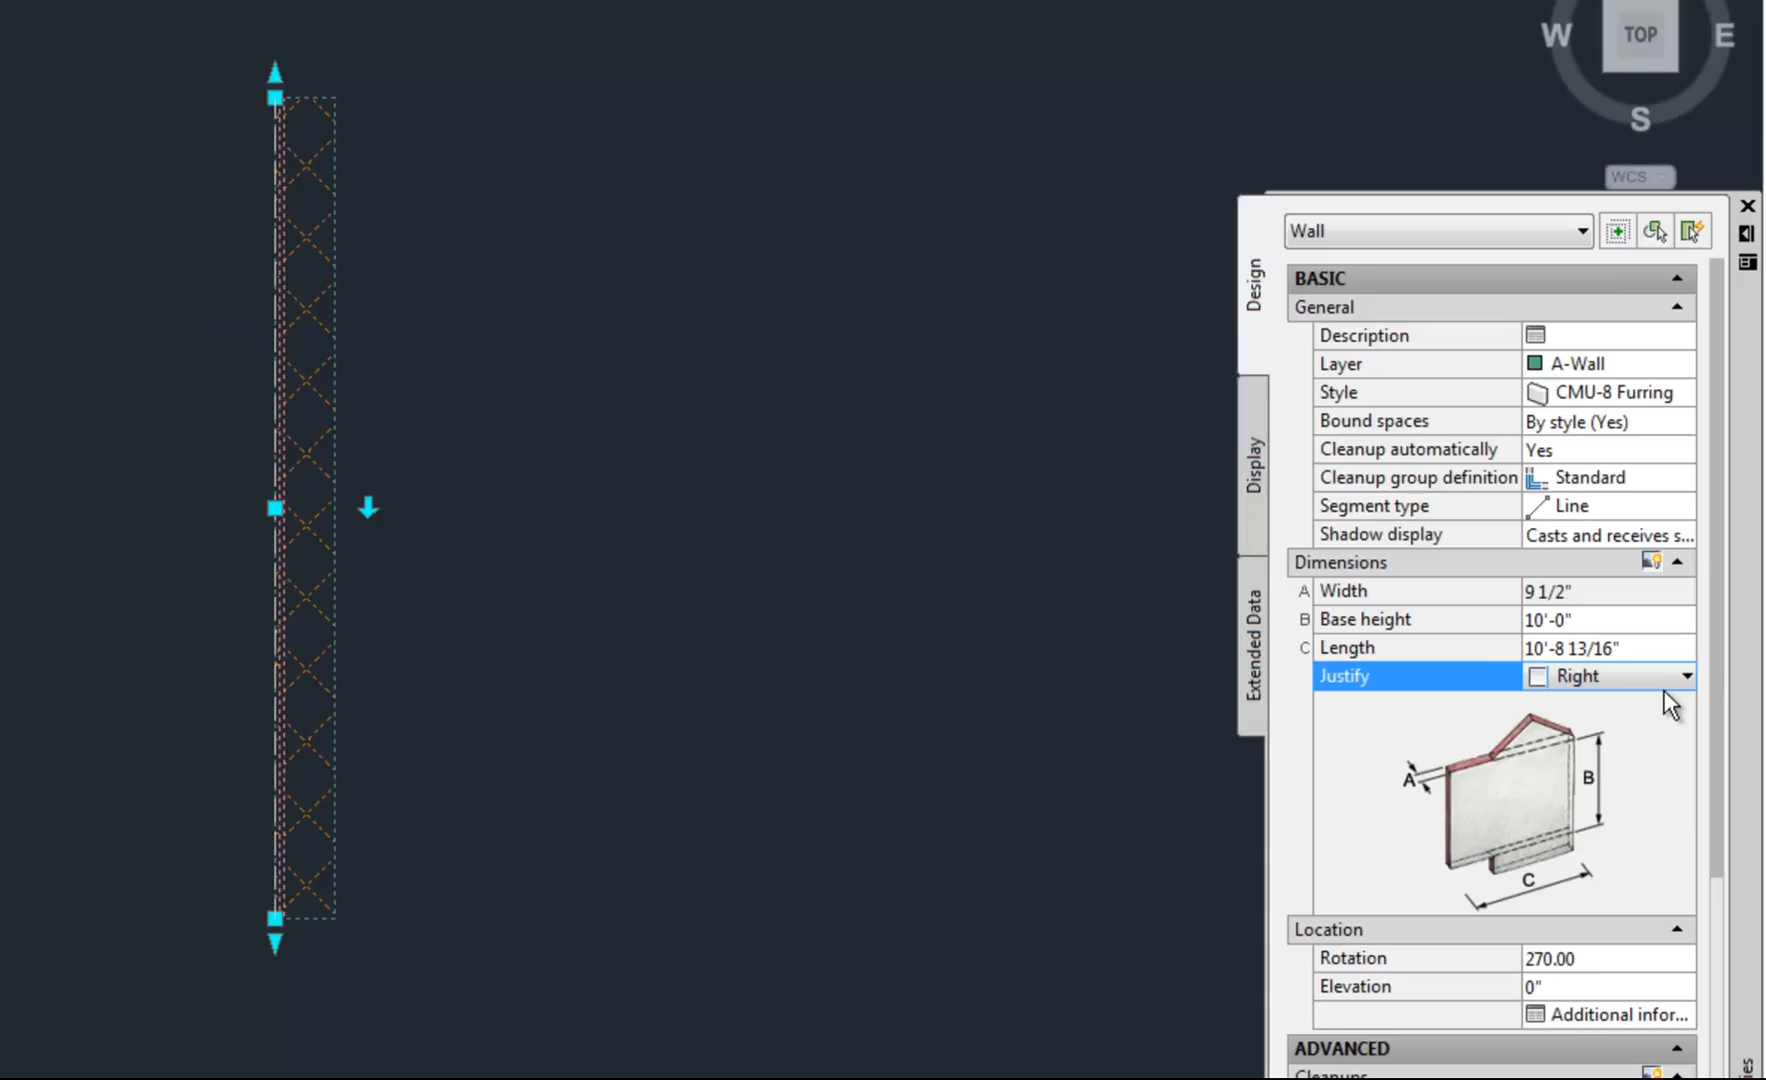 W
TOP
E
S
WCS
Wall
Design
Display
Extended Data
BASIC
General
Description
Layer A-Wall
Style CMU-8 Furring
Bound spaces By style (Yes)
Cleanup automatically Yes
Cleanup group definition Standard
Segment type Line
Shadow display Casts and receives s...
Dimensions
A Width 9 1/2"
B Base height 10'-0"
C Length 10'-8 13/16"
Justify Right
A
B
C
Location
Rotation 270.00
Elevation 0"
Additional infor...
ADVANCED
Cleanups